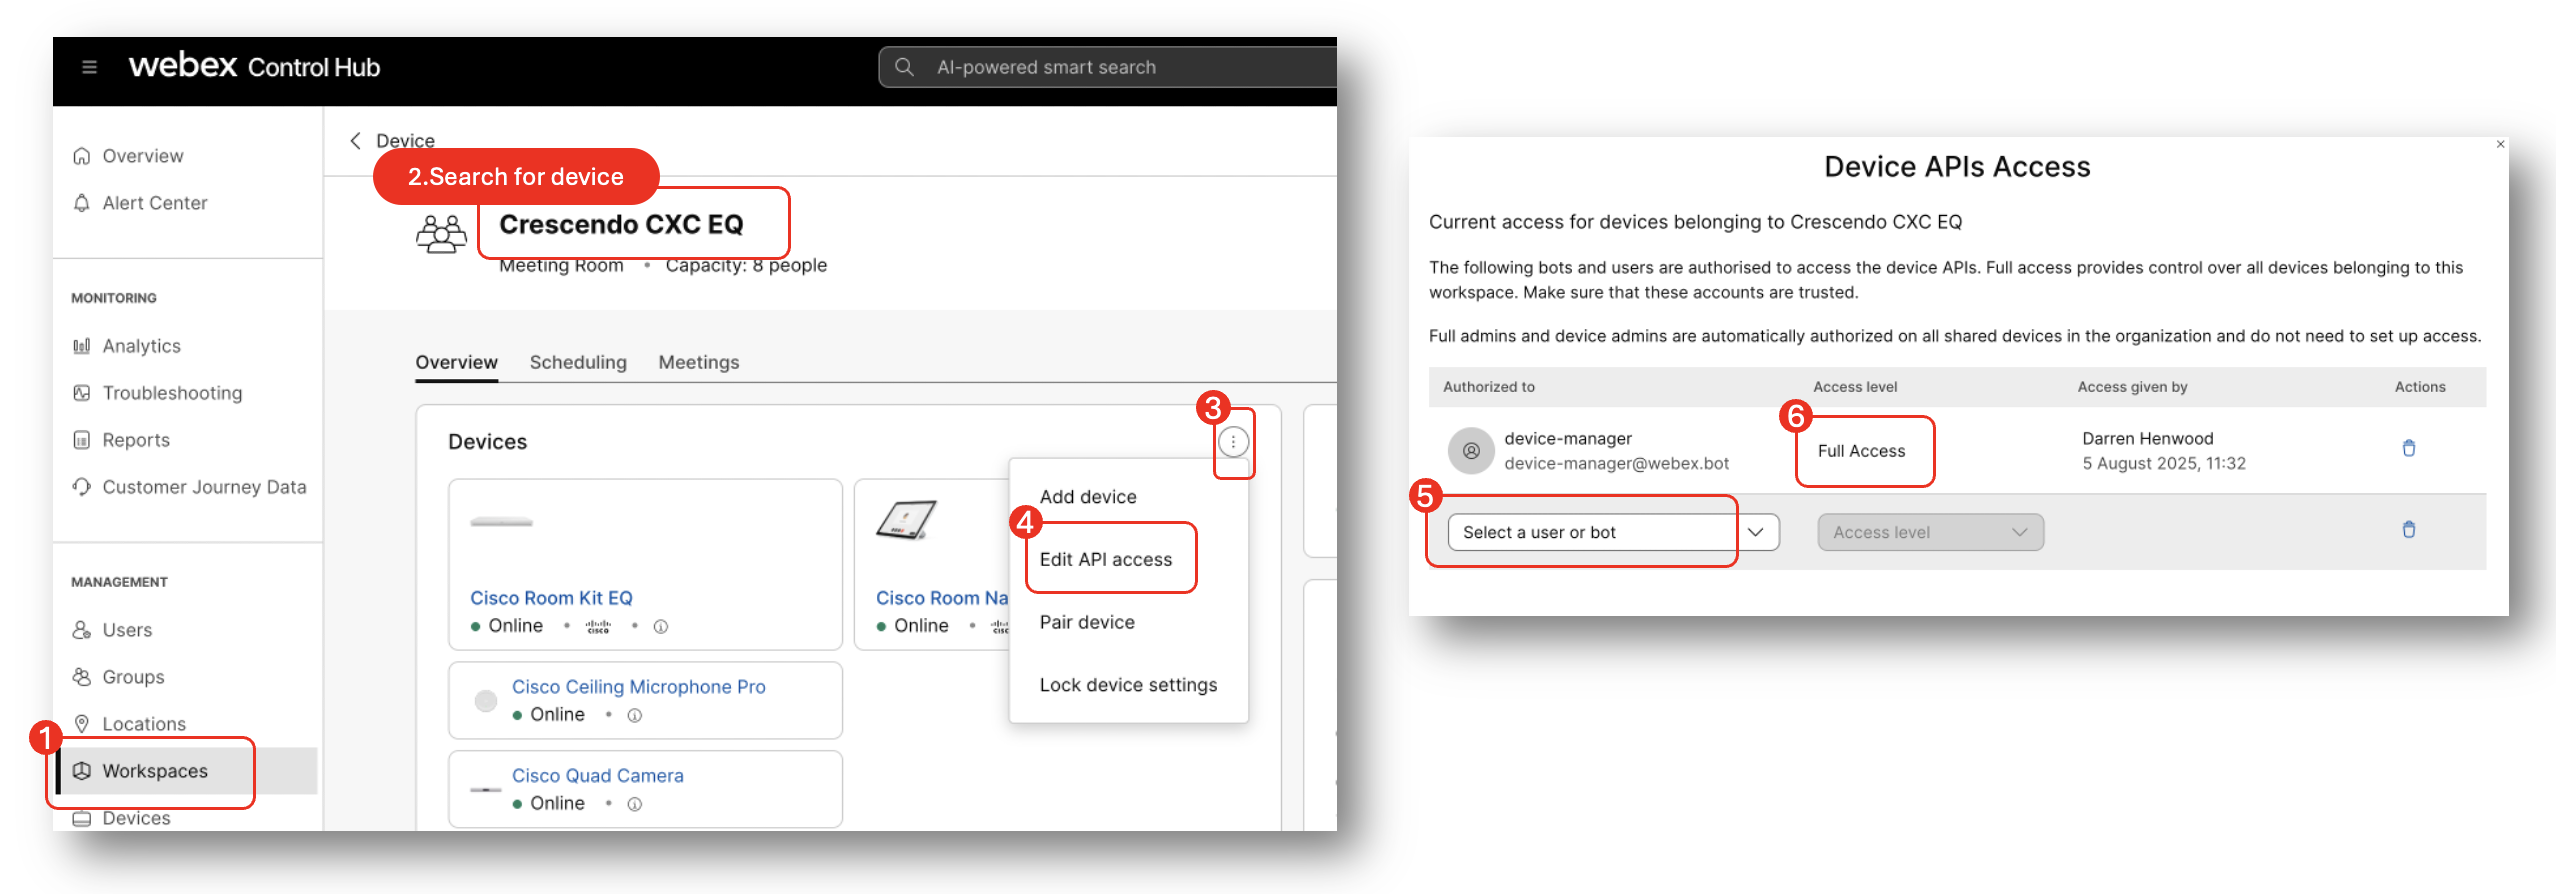 webex Control Hub
AI-powered smart search
Overview
Alert Center
MONITORING
Analytics
Troubleshooting
Reports
Customer Journey Data
MANAGEMENT
Users
Groups
Locations
1
Workspaces
Devices
Device
2.Search for device
Crescendo CXC EQ
Meeting Room • Capacity: 8 people
Overview Scheduling Meetings
3
Devices
Cisco Room Kit EQ
Online • cisco •
Cisco Room Na
Online •
Cisco Ceiling Microphone Pro
Online •
Cisco Quad Camera
Online •
Add device
4
Edit API access
Pair device
Lock device settings
Device APIs Access
Current access for devices belonging to Crescendo CXC EQ
The following bots and users are authorised to access the device APIs. Full access provides control over all devices belonging to this
workspace. Make sure that these accounts are trusted.
Full admins and device admins are automatically authorized on all shared devices in the organization and do not need to set up access.
Authorized to Access level Access given by Actions
6
device-manager
device-manager@webex.bot
Full Access
Darren Henwood
5 August 2025, 11:32
5
Select a user or bot
Access level